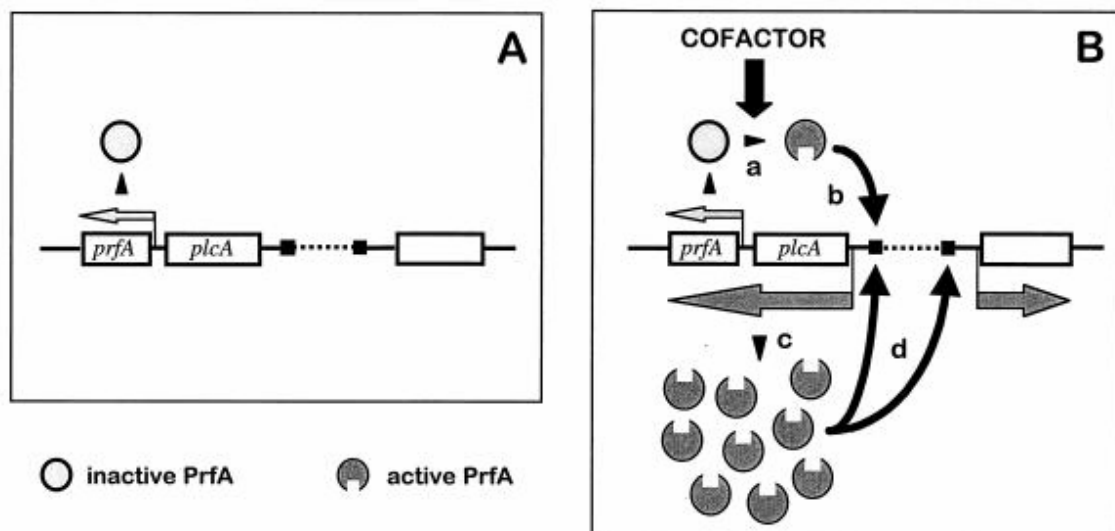 A
prfA
plcA
inactive PrfA
active PrfA
B
COFACTOR
a
b
prfA
plcA
c
d